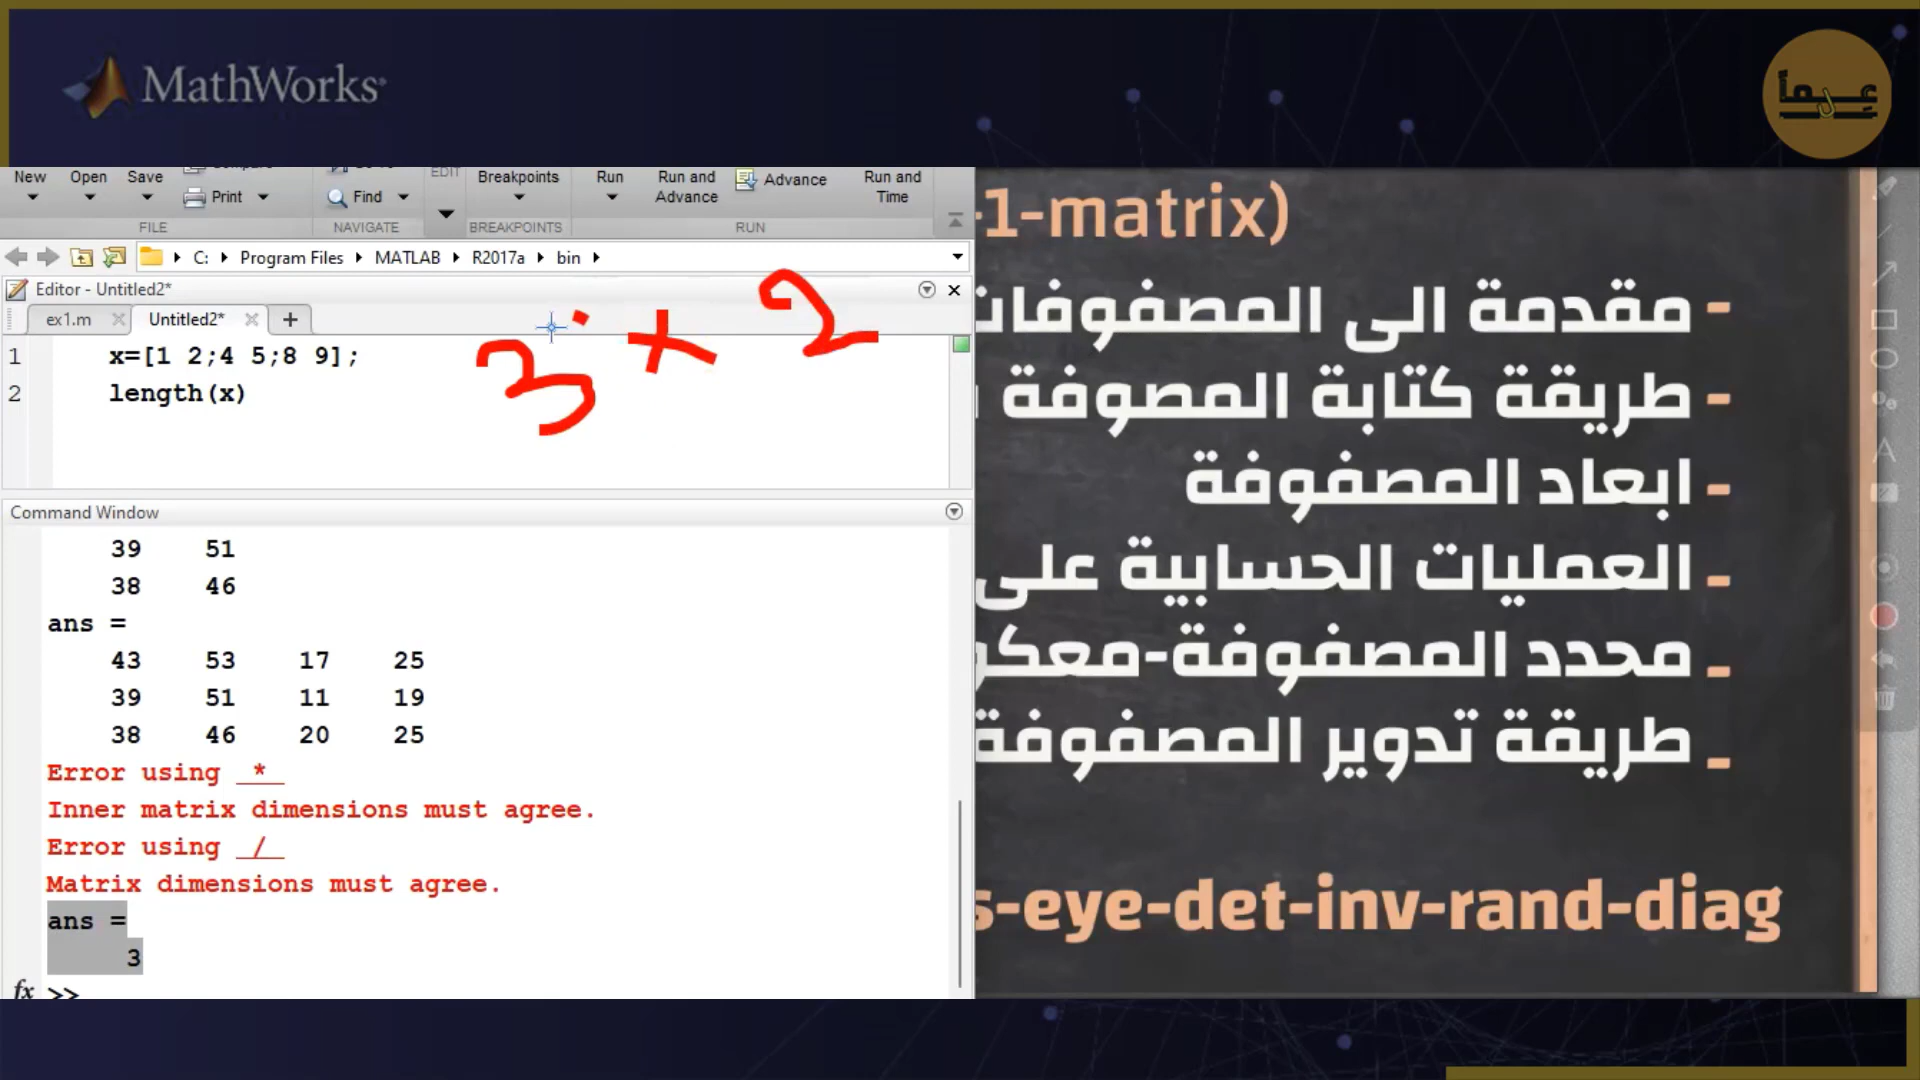 MathWorks
New Open Save Print Find EDIT Breakpoints Run Run and Advance Advance Run and Time
FILE NAVIGATE BREAKPOINTS RUN
C: Program Files MATLAB R2017a bin
Editor - Untitled2*
ex1.m Untitled2*
3 x 2
1 x=[1 2;4 5;8 9];
2 length(x)
Command Window
39 51
38 46
ans =
43 53 17 25
39 51 11 19
38 46 20 25
Error using *
Inner matrix dimensions must agree.
Error using /
Matrix dimensions must agree.
ans =
3
fx >>
-1-matrix)
- مقدمة الى المصفوفات
- طريقة كتابة المصوفة
- ابعاد المصفوفة
- العمليات الحسابية على
- محدد المصفوفة-معكو
- طريقة تدوير المصفوفة
s-eye-det-inv-rand-diag